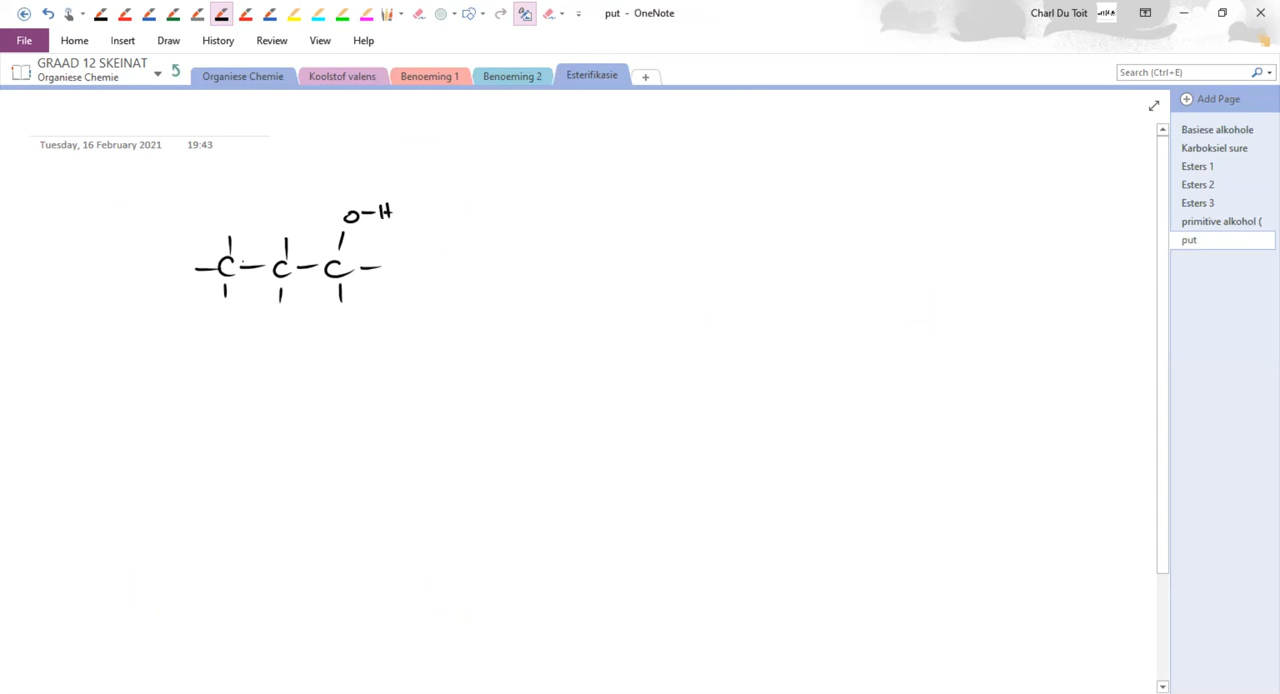 put - OneNote
Charl Du Toit
File Home Insert Draw History Review View Help
GRAAD 12 SKEINAT
Organiese Chemie
Organiese Chemie Koolstof valens Benoeming 1 Benoeming 2 Esterifikasie +
Search (Ctrl+E)
Add Page
Basiese alkohole
Karboksiel sure
Esters 1
Esters 2
Esters 3
primitive alkohol (
put
Tuesday, 16 February 2021 19:43
O-H
-C-C-C-